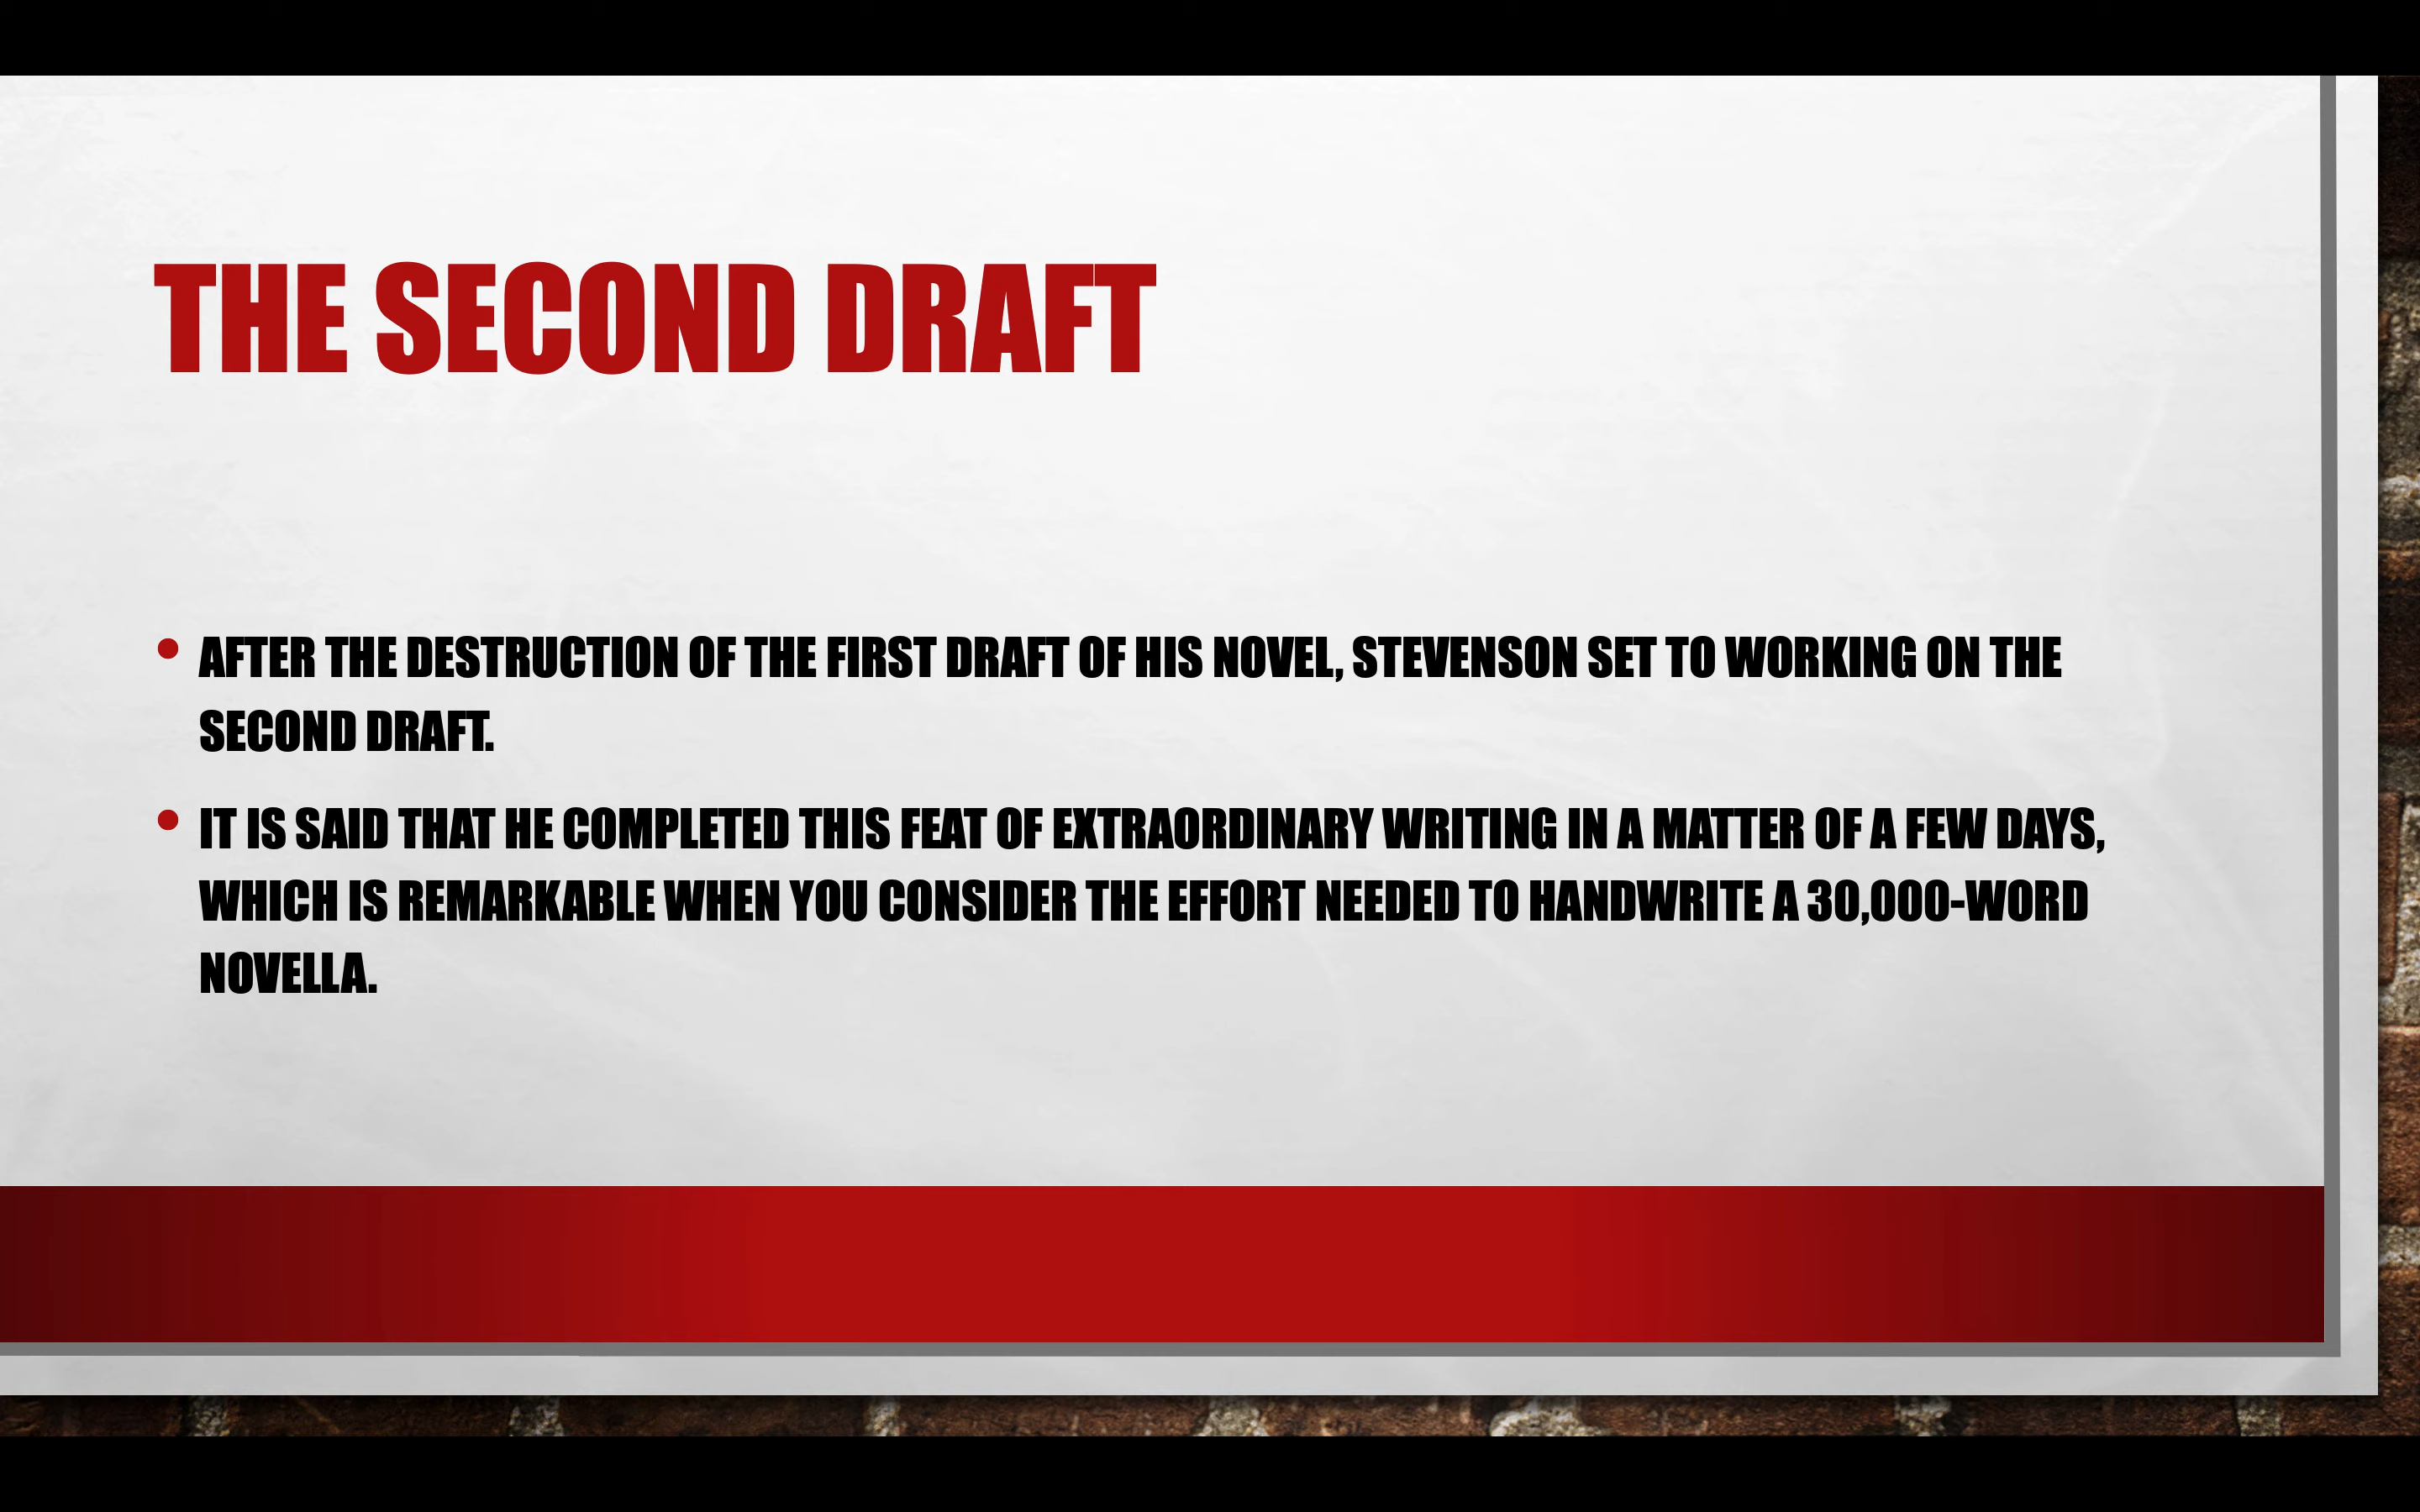 THE SECOND DRAFT
• AFTER THE DESTRUCTION OF THE FIRST DRAFT OF HIS NOVEL, STEVENSON SET TO WORKING ON THE
SECOND DRAFT.
• IT IS SAID THAT HE COMPLETED THIS FEAT OF EXTRAORDINARY WRITING IN A MATTER OF A FEW DAYS,
WHICH IS REMARKABLE WHEN YOU CONSIDER THE EFFORT NEEDED TO HANDWRITE A 30,000-WORD
NOVELLA.